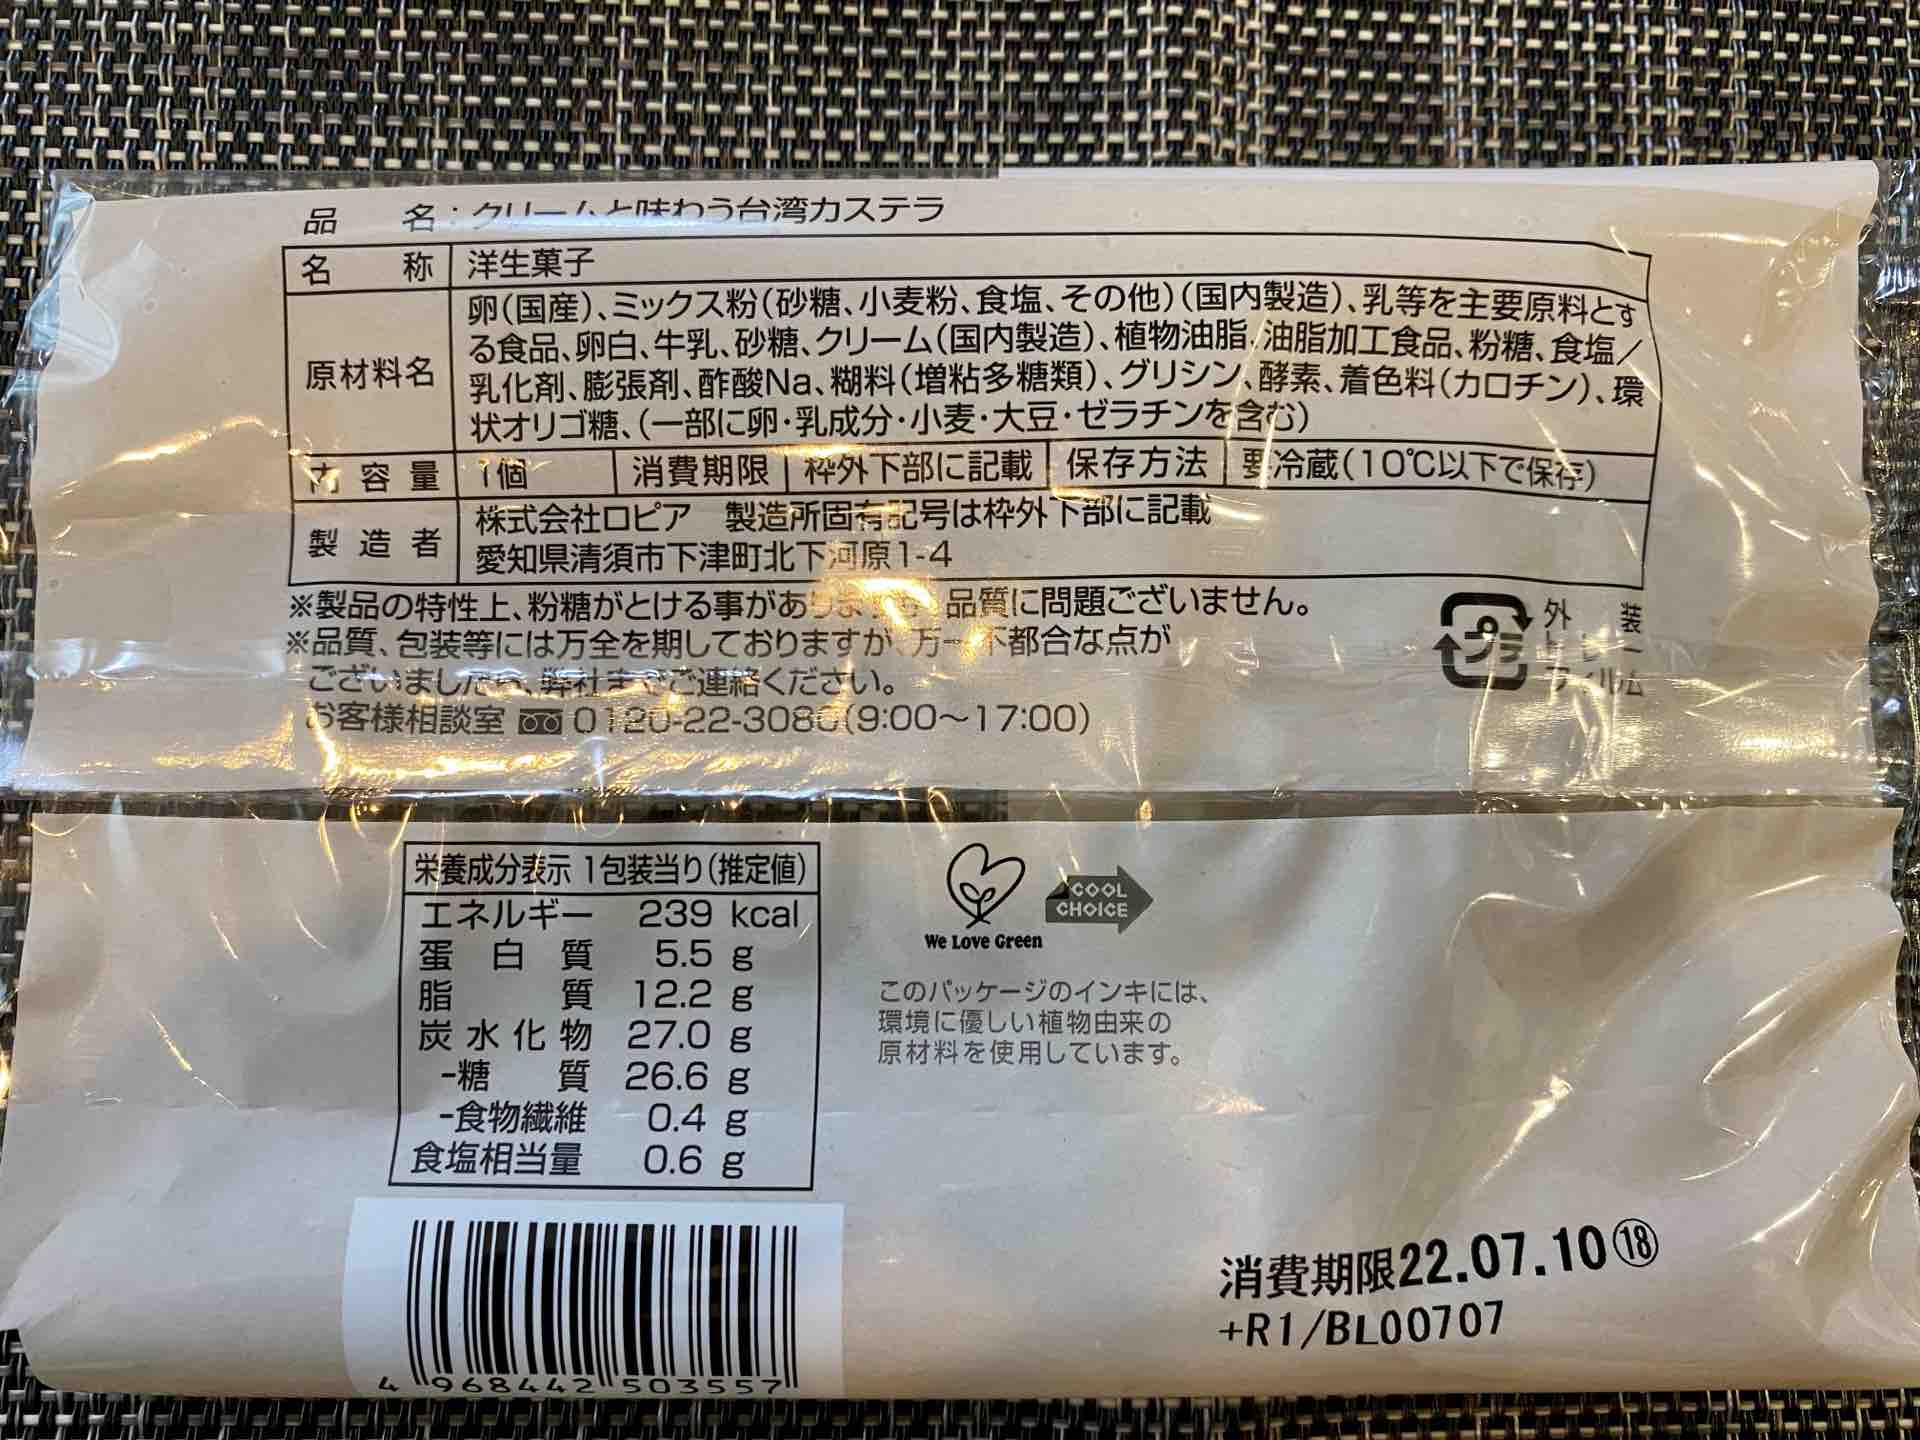 品 名：クリームと味わう台湾カステラ
名 称 洋生菓子
原材料名 卵(国産)、ミックス粉(砂糖、小麦粉、食塩、その他)(国内製造)、乳等を主要原料とす
る食品、卵白、牛乳、砂糖、クリーム(国内製造)、植物油脂、油脂加工食品、粉糖、食塩／
乳化剤、膨張剤、酢酸Na、糊料(増粘多糖類)、グリシン、酵素、着色料(カロチン)、環
状オリゴ糖、(一部に卵・乳成分・小麦・大豆・ゼラチンを含む)
内容量 1個 消費期限 枠外下部に記載 保存方法 要冷蔵(10℃以下で保存)
製造者 株式会社ロピア 製造所固有記号は枠外下部に記載
愛知県清須市下津町北下河原1-4
※製品の特性上、粉糖がとける事があり 品質に問題ございません。
※品質、包装等には万全を期しておりますが、万一不都合な点が
ございましたら、弊社までご連絡ください。
お客様相談室 0120-22-3080(9:00〜17:00)
プラ
外装
フィルム
栄養成分表示 1包装当り(推定値)
エネルギー 239 kcal
蛋白質 5.5 g
脂質 12.2 g
炭水化物 27.0 g
-糖質 26.6 g
-食物繊維 0.4 g
食塩相当量 0.6 g
We Love Green
COOL
CHOICE
このパッケージのインキには、
環境に優しい植物由来の
原材料を使用しています。
4 968442 503557
消費期限22.07.10⑱
+R1/BL00707